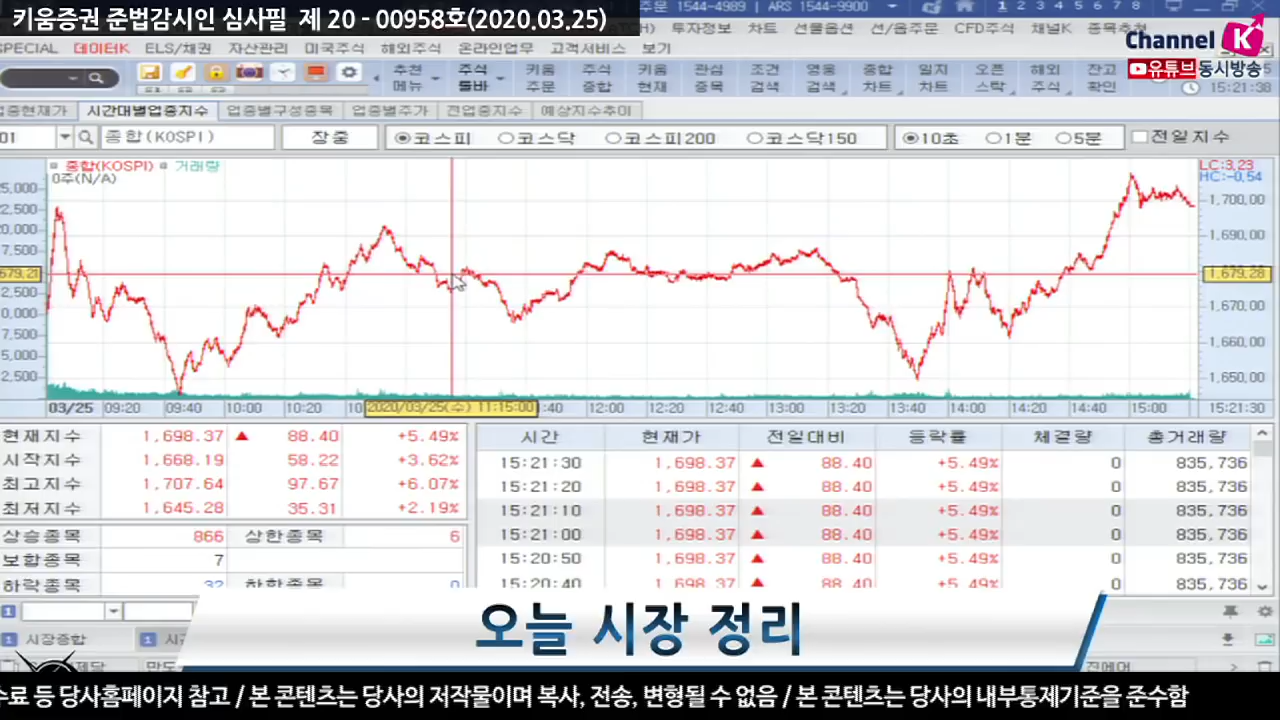 키움증권 준법감시인 심사필 제 20 - 00958호(2020.03.25)
1544-4989 | ARS 1544-9900
1 2 3 4 5 6 7 8
SPECIAL 데이터K ELS/채권 자산관리 미국주식 해외주식 온라인업무 고객서비스 보기
투자정보 차트 선물옵션 선/옵주문 CFD주식 채널K 종목추천
Channel K
유튜브 동시방송
추천 메뉴 주식 툴바 키움 주문 주식 종합 키움 현재 관심 종목 조건 검색 영웅 검색 종합 차트 일지 차트 오픈 스탁 해외 주식 잔고 확인
15:21:38
업종현재가 시간대별업종지수 업종별구성종목 업종별주가 전업종지수 예상지수추이
01 종합(KOSPI) 장중 코스피 코스닥 코스피200 코스닥150 10초 1분 5분 전일지수
종합(KOSPI) 거래량
0주(N/A)
LC:3,23
HC:-0,54
25,000 1,700,00
22,500
20,000 1,690,00
17,500
679,21 1,679,28
12,500 1,670,00
10,000
7,500 1,660,00
5,000
2,500 1,650,00
03/25 09:20 09:40 10:00 10:20 10 2020/03/25(수) 11:15:00 :40 12:00 12:20 12:40 13:00 13:20 13:40 14:00 14:20 14:40 15:00 15:21:30
현재지수 1,698.37 ▲ 88.40 +5.49%
시작지수 1,668.19 58.22 +3.62%
최고지수 1,707.64 97.67 +6.07%
최저지수 1,645.28 35.31 +2.19%
상승종목 866 상한종목 6
보합종목 7
하락종목 32 하한종목 0
시간 현재가 전일대비 등락률 체결량 총거래량
15:21:30 1,698.37 ▲ 88.40 +5.49% 0 835,736
15:21:20 1,698.37 ▲ 88.40 +5.49% 0 835,736
15:21:10 1,698.37 ▲ 88.40 +5.49% 0 835,736
15:21:00 1,698.37 ▲ 88.40 +5.49% 0 835,736
15:20:50 1,698.37 ▲ 88.40 +5.49% 0 835,736
15:20:40 1,698.37 ▲ 88.40 +5.49% 0 835,736
1
1 시장종합 1
오늘 시장 정리
수료 등 당사홈페이지 참고 / 본 콘텐츠는 당사의 저작물이며 복사, 전송, 변형될 수 없음 / 본 콘텐츠는 당사의 내부통제기준을 준수함